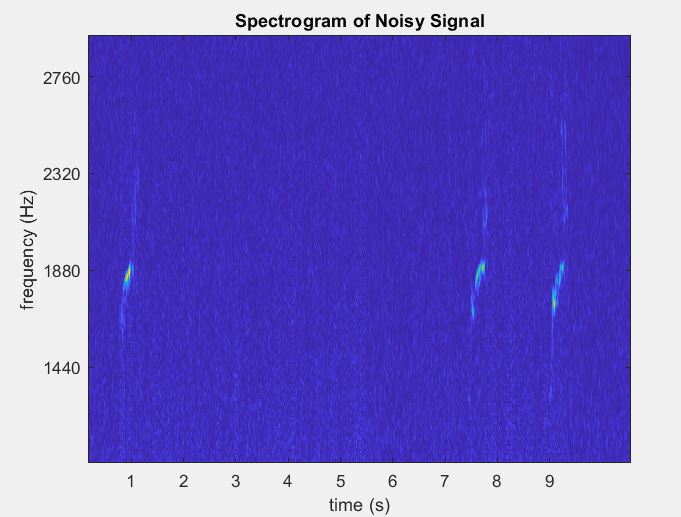 Spectrogram of Noisy Signal
frequency (Hz)
2760
2320
1880
1440
1 2 3 4 5 6 7 8 9
time (s)